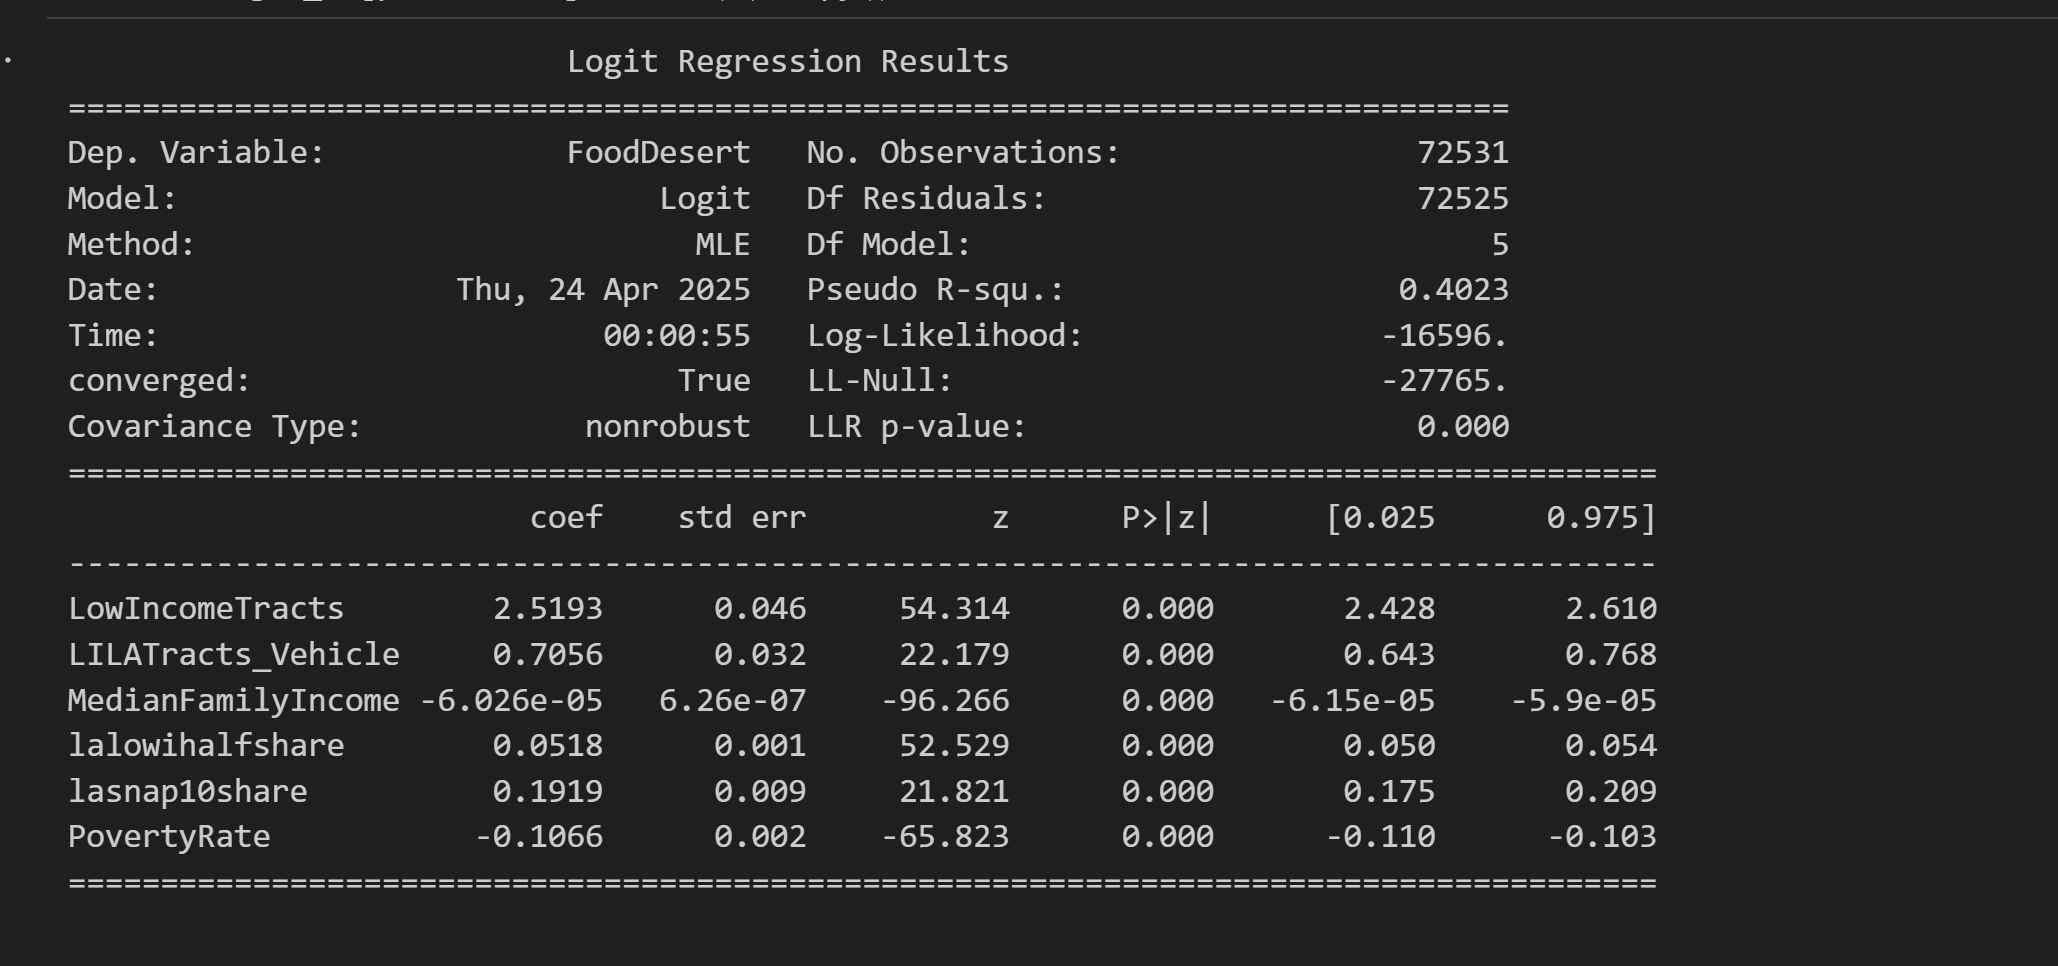 Logit Regression Results
==============================================================================
Dep. Variable:             FoodDesert   No. Observations:                72531
Model:                          Logit   Df Residuals:                    72525
Method:                           MLE   Df Model:                            5
Date:                Thu, 24 Apr 2025   Pseudo R-squ.:                  0.4023
Time:                        00:00:55   Log-Likelihood:                -16596.
converged:                       True   LL-Null:                       -27765.
Covariance Type:            nonrobust   LLR p-value:                     0.000
======================================================================================
                         coef    std err          z      P>|z|      [0.025      0.975]
--------------------------------------------------------------------------------------
LowIncomeTracts        2.5193      0.046     54.314      0.000       2.428       2.610
LILATracts_Vehicle     0.7056      0.032     22.179      0.000       0.643       0.768
MedianFamilyIncome -6.026e-05   6.26e-07    -96.266      0.000   -6.15e-05    -5.9e-05
lalowihalfshare        0.0518      0.001     52.529      0.000       0.050       0.054
lasnap10share          0.1919      0.009     21.821      0.000       0.175       0.209
PovertyRate           -0.1066      0.002    -65.823      0.000      -0.110      -0.103
======================================================================================